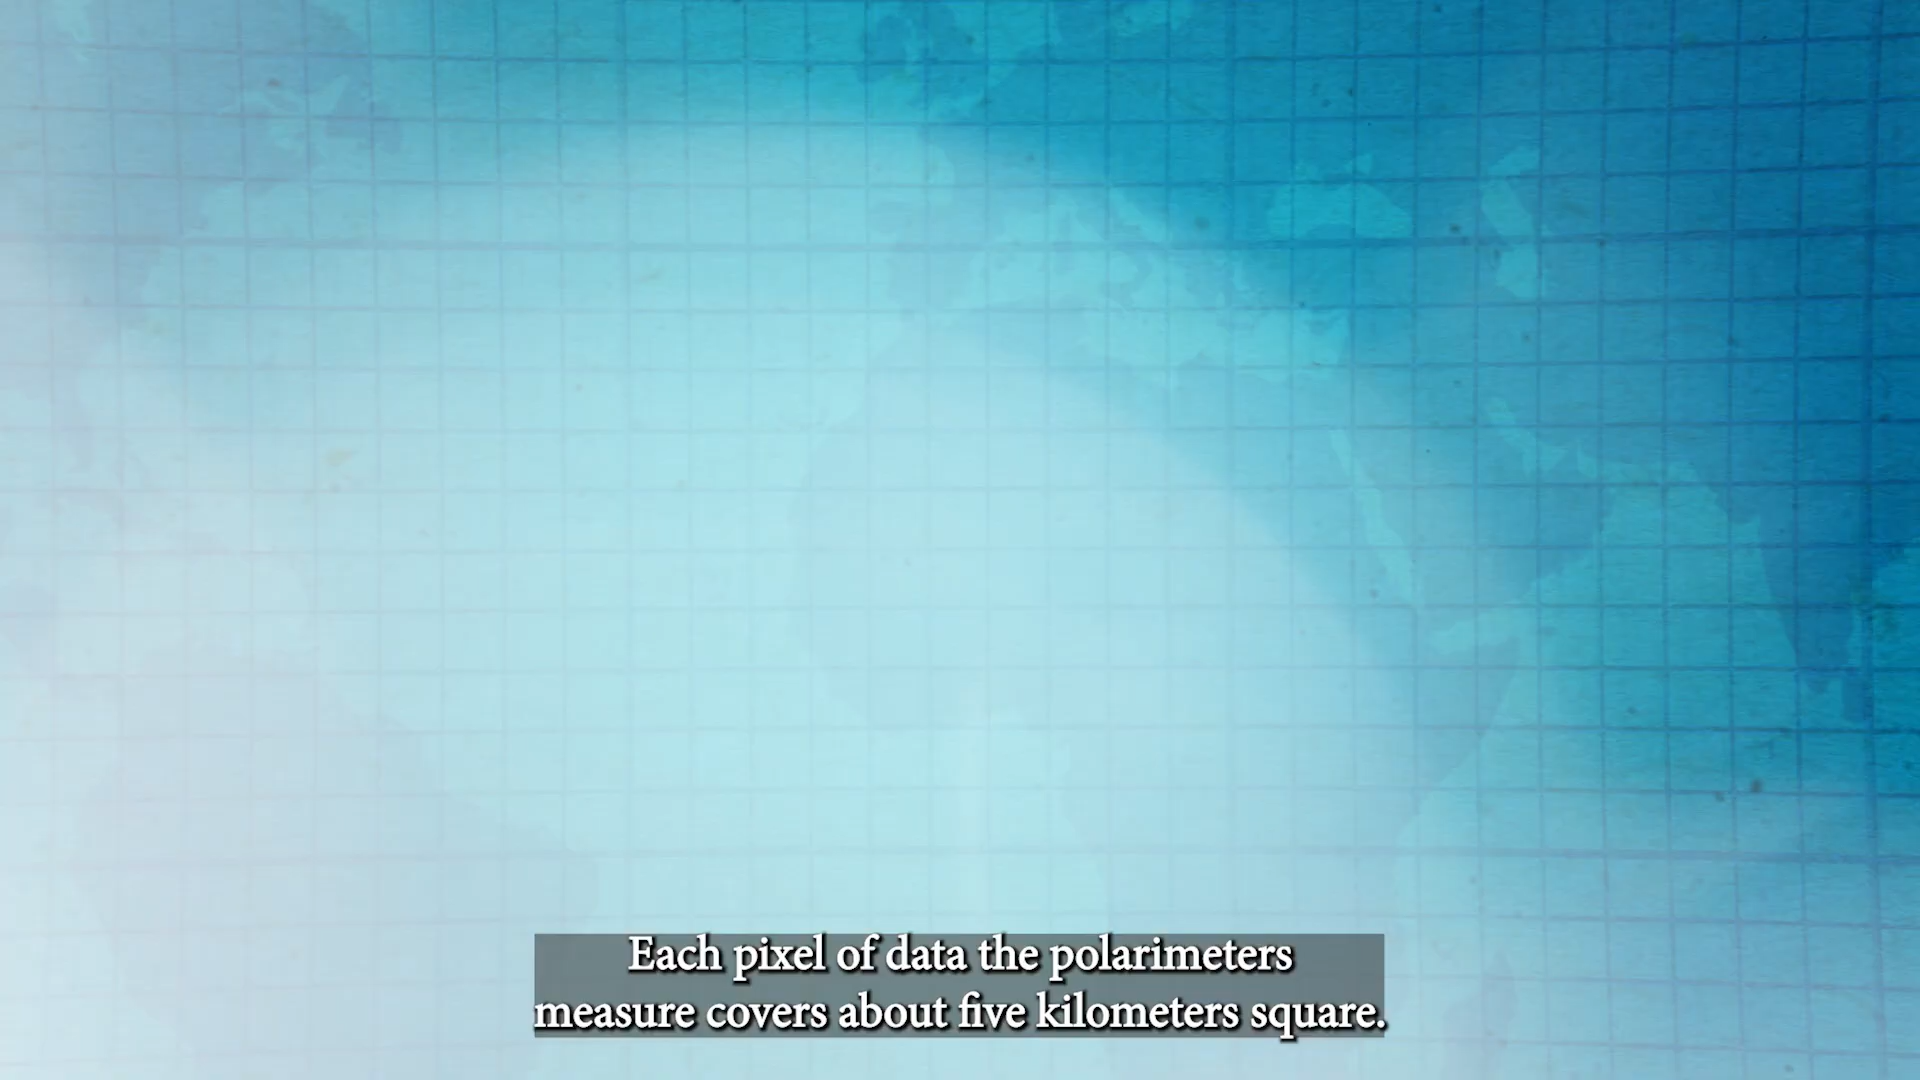 Each pixel of data the polarimeters
measure covers about five kilometers square.